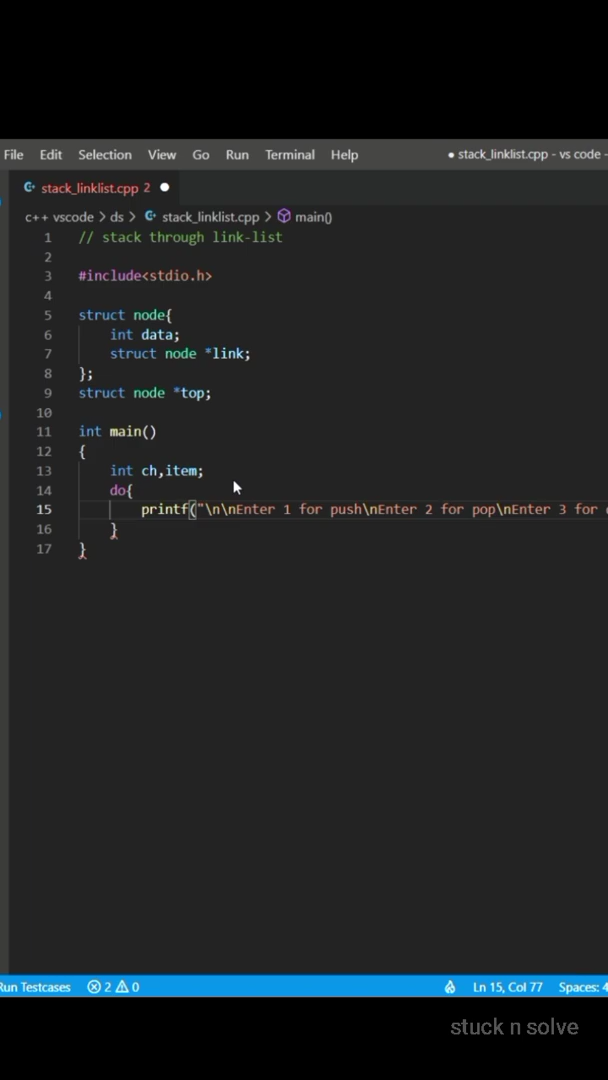 File Edit Selection View Go Run Terminal Help ● stack_linklist.cpp - vs code -
stack_linklist.cpp 2 ●
c++ vscode > ds > stack_linklist.cpp > main()
1 // stack through link-list
2
3 #include<stdio.h>
4
5 struct node{
6 int data;
7 struct node *link;
8 };
9 struct node *top;
10
11 int main()
12 {
13 int ch,item;
14 do{
15 printf("\n\nEnter 1 for push\nEnter 2 for pop\nEnter 3 for
16 }
17 }
Run Testcases 2 0 Ln 15, Col 77 Spaces: 4
stuck n solve